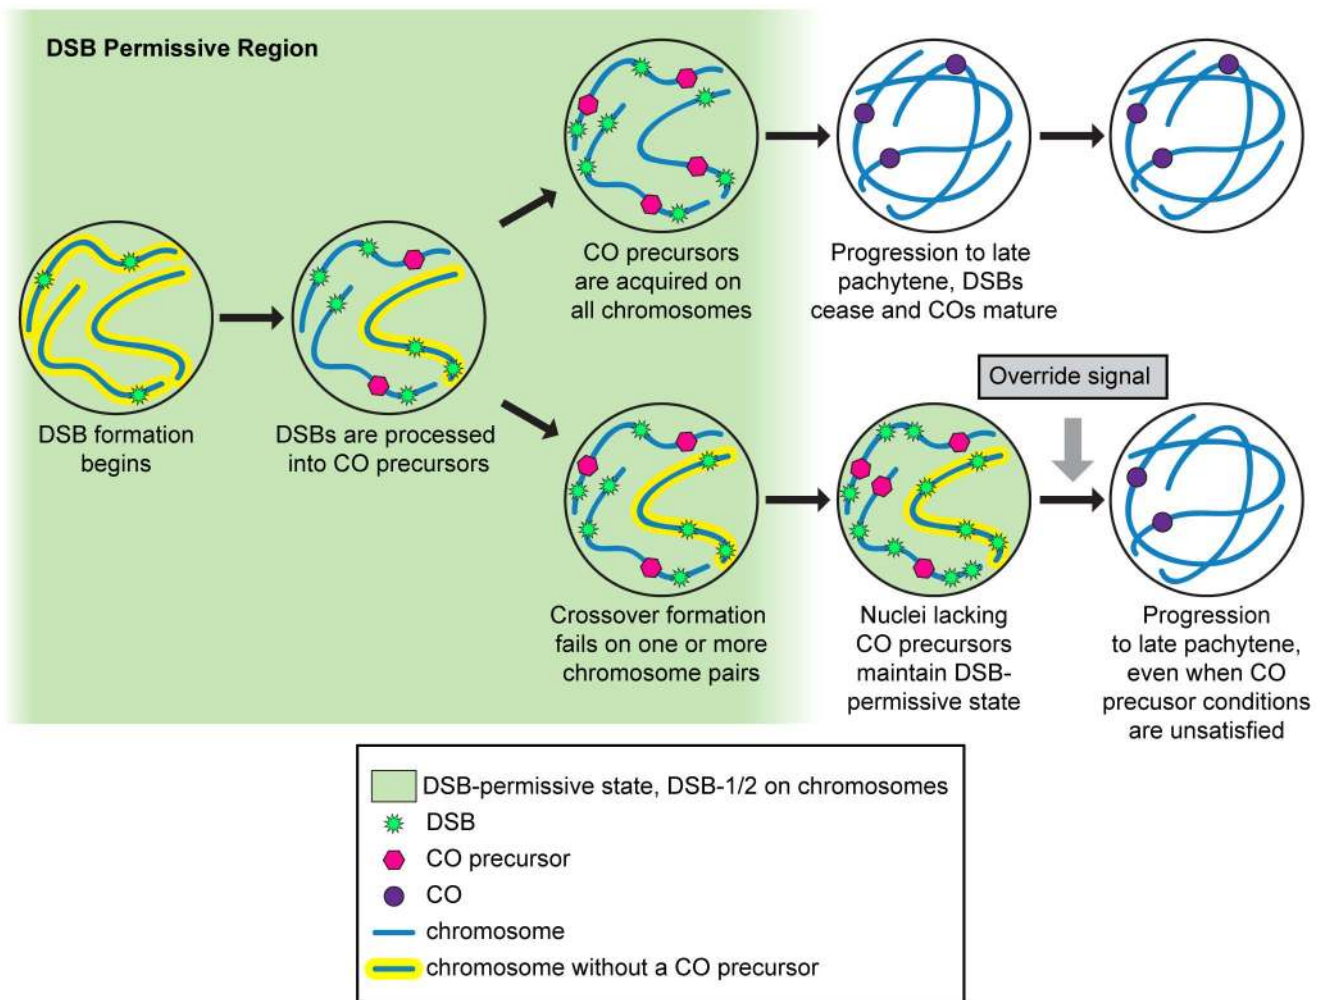 DSB Permissive Region
DSB formation
begins
DSBs are processed
into CO precursors
CO precursors
are acquired on
all chromosomes
Progression to late
pachytene, DSBs
cease and COs mature
Override signal
Crossover formation
fails on one or more
chromosome pairs
Nuclei lacking
CO precursors
maintain DSB-
permissive state
Progression
to late pachytene,
even when CO
precusor conditions
are unsatisfied
DSB-permissive state, DSB-1/2 on chromosomes
DSB
CO precursor
CO
chromosome
chromosome without a CO precursor